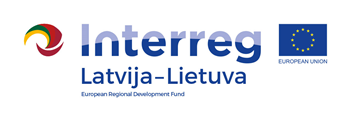 Interreg
Latvija–Lietuva
European Regional Development Fund
EUROPEAN UNION